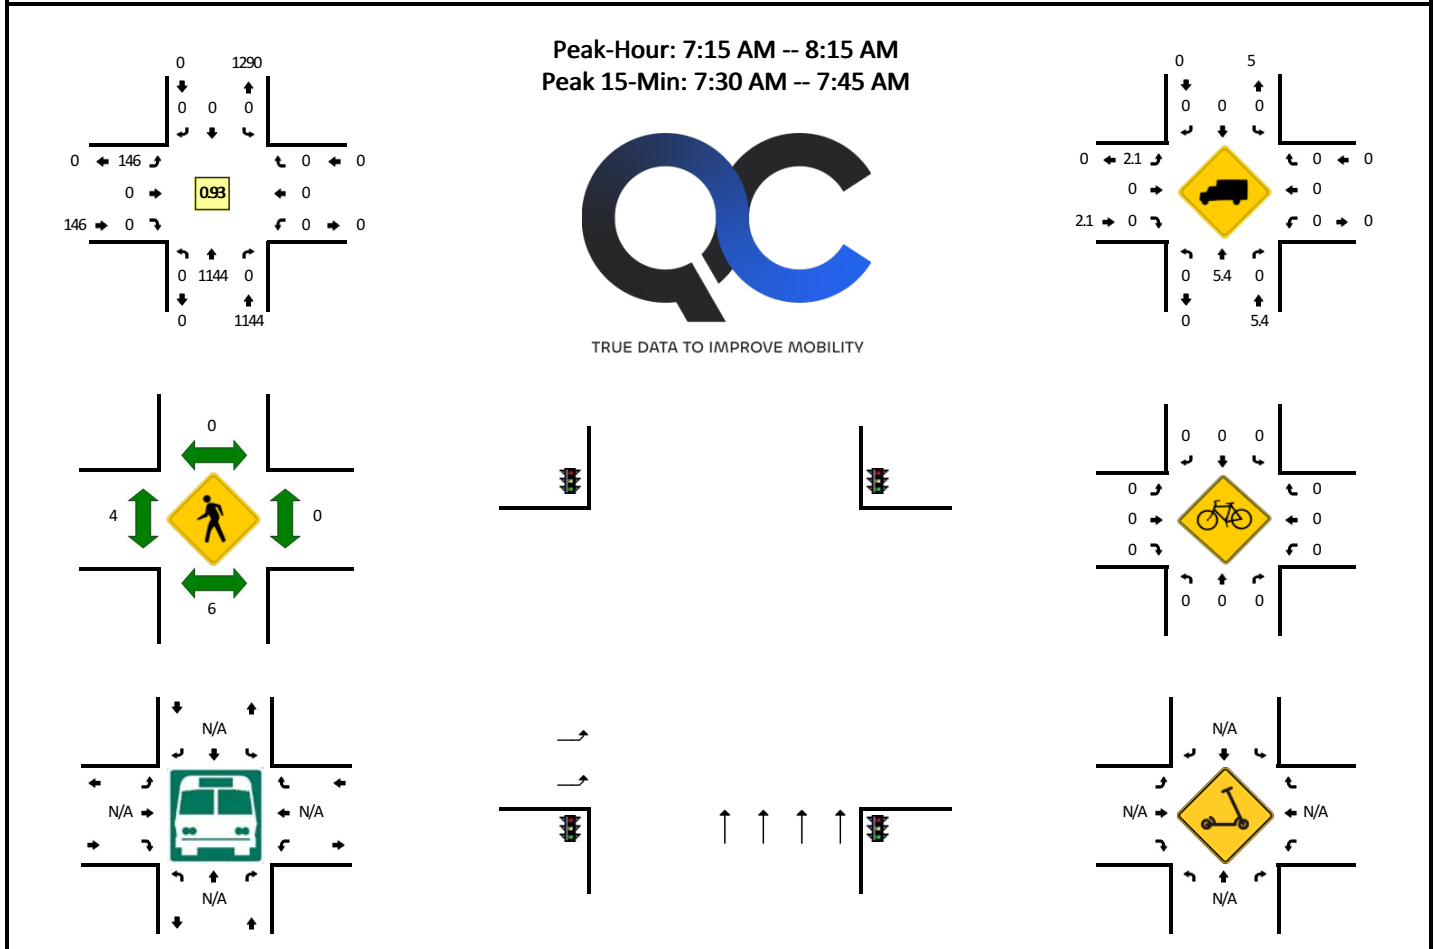 Peak-Hour: 7:15 AM -- 8:15 AM
Peak 15-Min: 7:30 AM -- 7:45 AM
TRUE DATA TO IMPROVE MOBILITY
0 1290
0 0 0
0 146 0 0
0 0.93 0
146 0 0 0
0 1144 0
0 1144
0 5
0 0 0
0 2.1 0 0
0 0
2.1 0 0 0
0 5.4 0
0 5.4
0
4 0
6
0 0 0
0 0
0 0
0 0
0 0 0
N/A
N/A N/A
N/A
N/A
N/A N/A
N/A